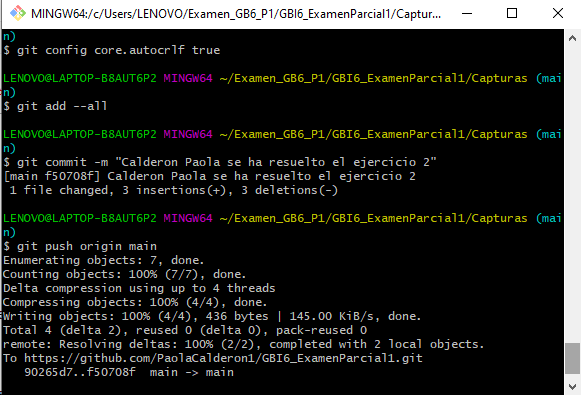 MINGW64:/c/Users/LENOVO/Examen_GB6_P1/GBI6_ExamenParcial1/Captur...
n)
$ git config core.autocrlf true
LENOVO@LAPTOP-B8AUT6P2 MINGW64 ~/Examen_GB6_P1/GBI6_ExamenParcial1/Capturas (mai
n)
$ git add --all
LENOVO@LAPTOP-B8AUT6P2 MINGW64 ~/Examen_GB6_P1/GBI6_ExamenParcial1/Capturas (mai
n)
$ git commit -m "Calderon Paola se ha resuelto el ejercicio 2"
[main f50708f] Calderon Paola se ha resuelto el ejercicio 2
 1 file changed, 3 insertions(+), 3 deletions(-)
LENOVO@LAPTOP-B8AUT6P2 MINGW64 ~/Examen_GB6_P1/GBI6_ExamenParcial1/Capturas (mai
n)
$ git push origin main
Enumerating objects: 7, done.
Counting objects: 100% (7/7), done.
Delta compression using up to 4 threads
Compressing objects: 100% (4/4), done.
Writing objects: 100% (4/4), 436 bytes | 145.00 KiB/s, done.
Total 4 (delta 2), reused 0 (delta 0), pack-reused 0
remote: Resolving deltas: 100% (2/2), completed with 2 local objects.
To https://github.com/PaolaCalderon1/GBI6_ExamenParcial1.git
   90265d7..f50708f  main -> main